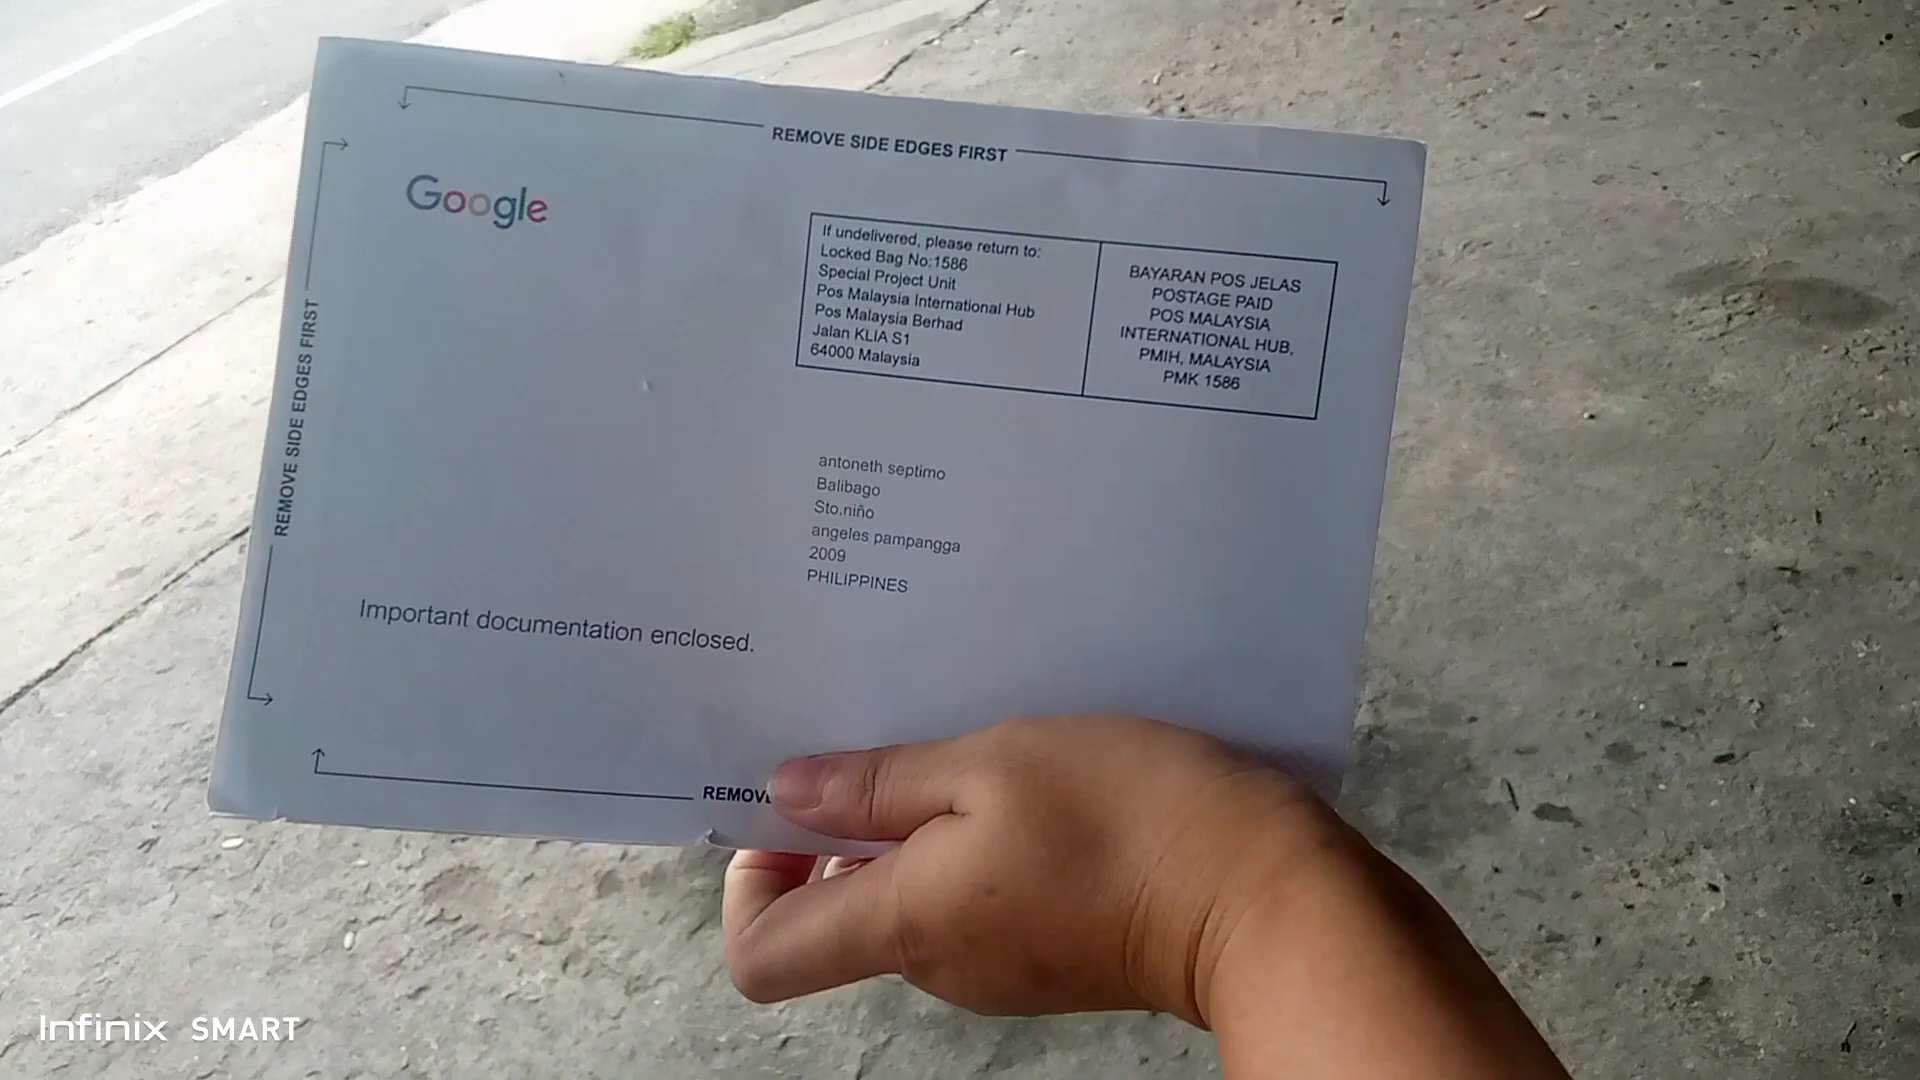 REMOVE SIDE EDGES FIRST
REMOVE SIDE EDGES FIRST
Google
If undelivered, please return to:
Locked Bag No:1586
Special Project Unit
Pos Malaysia International Hub
Pos Malaysia Berhad
Jalan KLIA S1
64000 Malaysia
BAYARAN POS JELAS
POSTAGE PAID
POS MALAYSIA
INTERNATIONAL HUB,
PMIH, MALAYSIA
PMK 1586
antoneth septimo
Balibago
Sto.niño
angeles pampangga
2009
PHILIPPINES
Important documentation enclosed.
REMOVE
Infinix SMART